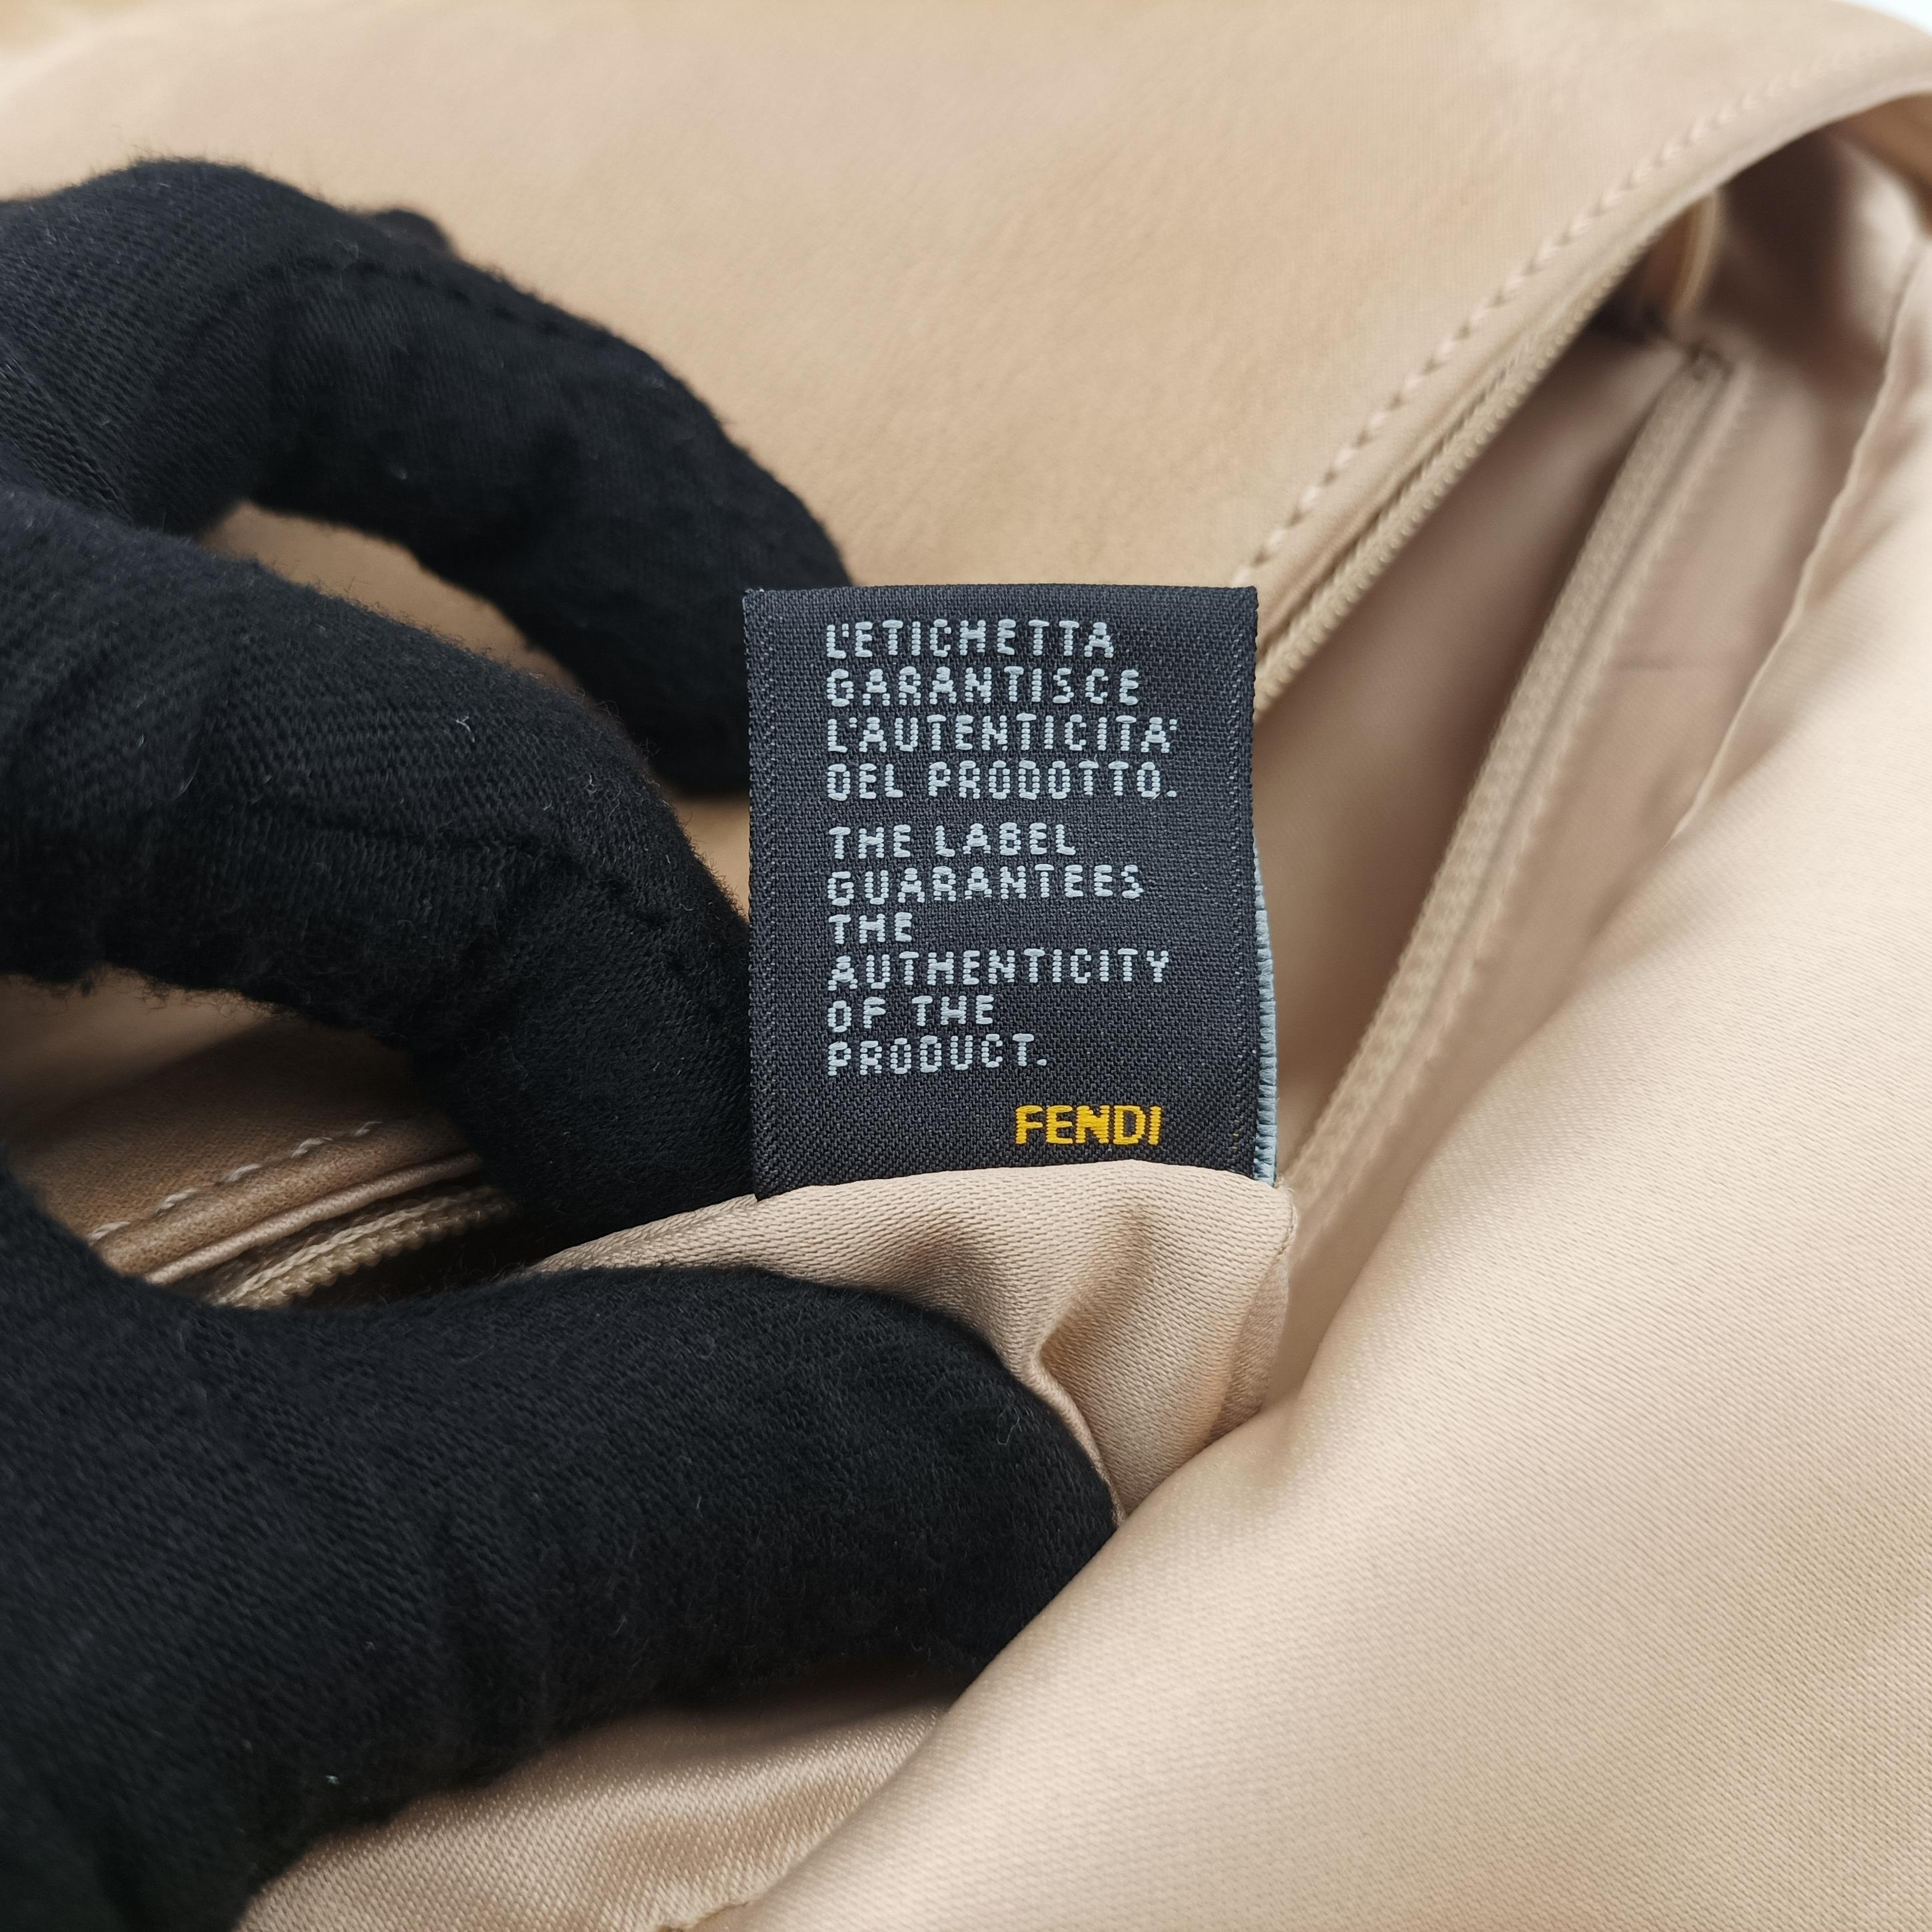 L'ETICHETTA
GARANTISCE
L'AUTENTICITA'
DEL PRODOTTO.
THE LABEL
GUARANTEES
THE
AUTHENTICITY
OF THE
PRODUCT.
FENDI